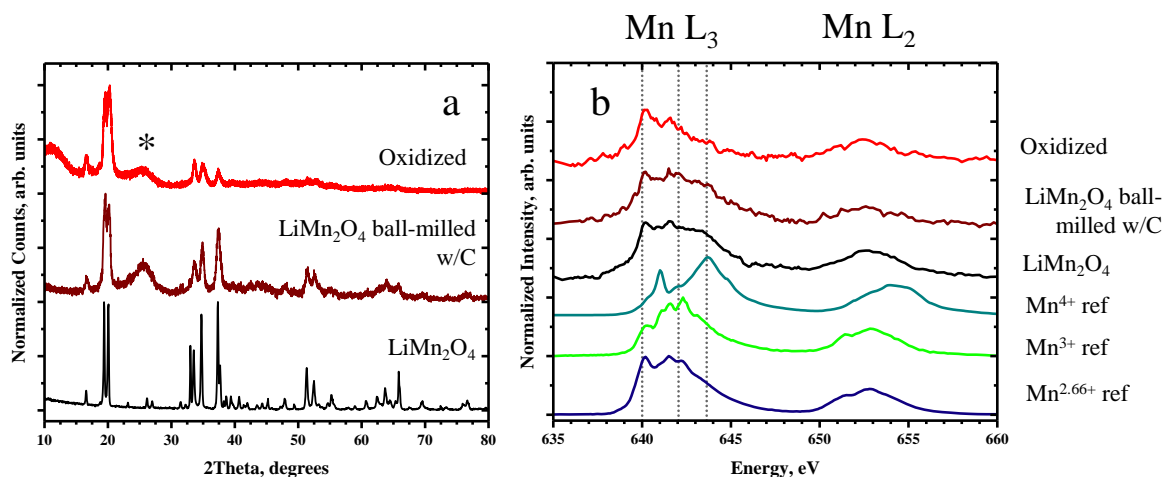 Mn L₃
Mn L₂
a
*
Oxidized
LiMn₂O₄ ball-milled
w/C
LiMn₂O₄
Normalized Counts, arb. units
10 20 30 40 50 60 70 80
2Theta, degrees
b
Normalized Intensity, arb. units
635 640 645 650 655 660
Energy, eV
Oxidized
LiMn₂O₄ ball-
milled w/C
LiMn₂O₄
Mn⁴⁺ ref
Mn³⁺ ref
Mn²·⁶⁶⁺ ref